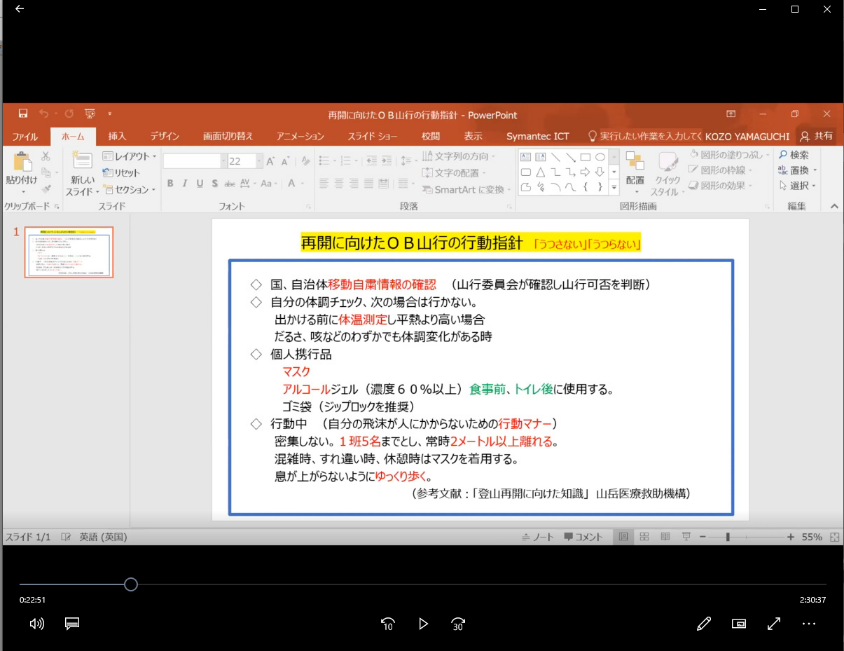 再開に向けたＯＢ山行の行動指針 - PowerPoint
ファイル ホーム 挿入 デザイン 画面切り替え アニメーション スライド ショー 校閲 表示 Symantec ICT 実行したい作業を入力してく KOZO YAMAGUCHI 共有
貼り付け
新しい
スライド
レイアウト
リセット
セクション
22
B I U S abc AV Aa A
文字列の方向
文字の配置
SmartArt に変換
配置
クイック
スタイル
図形の塗りつぶし
図形の枠線
図形の効果
検索
置換
選択
クリップボード スライド フォント 段落 図形描画 編集
1
再開に向けたＯＢ山行の行動指針 「うつさない」「うつらない」
◇ 国、自治体移動自粛情報の確認 （山行委員会が確認し山行可否を判断）
◇ 自分の体調チェック、次の場合は行かない。
出かける前に体温測定し平熱より高い場合
だるさ、咳などのわずかでも体調変化がある時
◇ 個人携行品
マスク
アルコールジェル（濃度６０％以上）食事前、トイレ後に使用する。
ゴミ袋（ジップロックを推奨）
◇ 行動中 （自分の飛沫が人にかからないための行動マナー）
密集しない。１班5名までとし、常時2メートル以上離れる。
混雑時、すれ違い時、休憩時はマスクを着用する。
息が上がらないようにゆっくり歩く。
（参考文献：「登山再開に向けた知識」 山岳医療救助機構）
スライド 1/1 英語 (英国) ノート コメント 55%
0:22:51 2:30:37
10 30